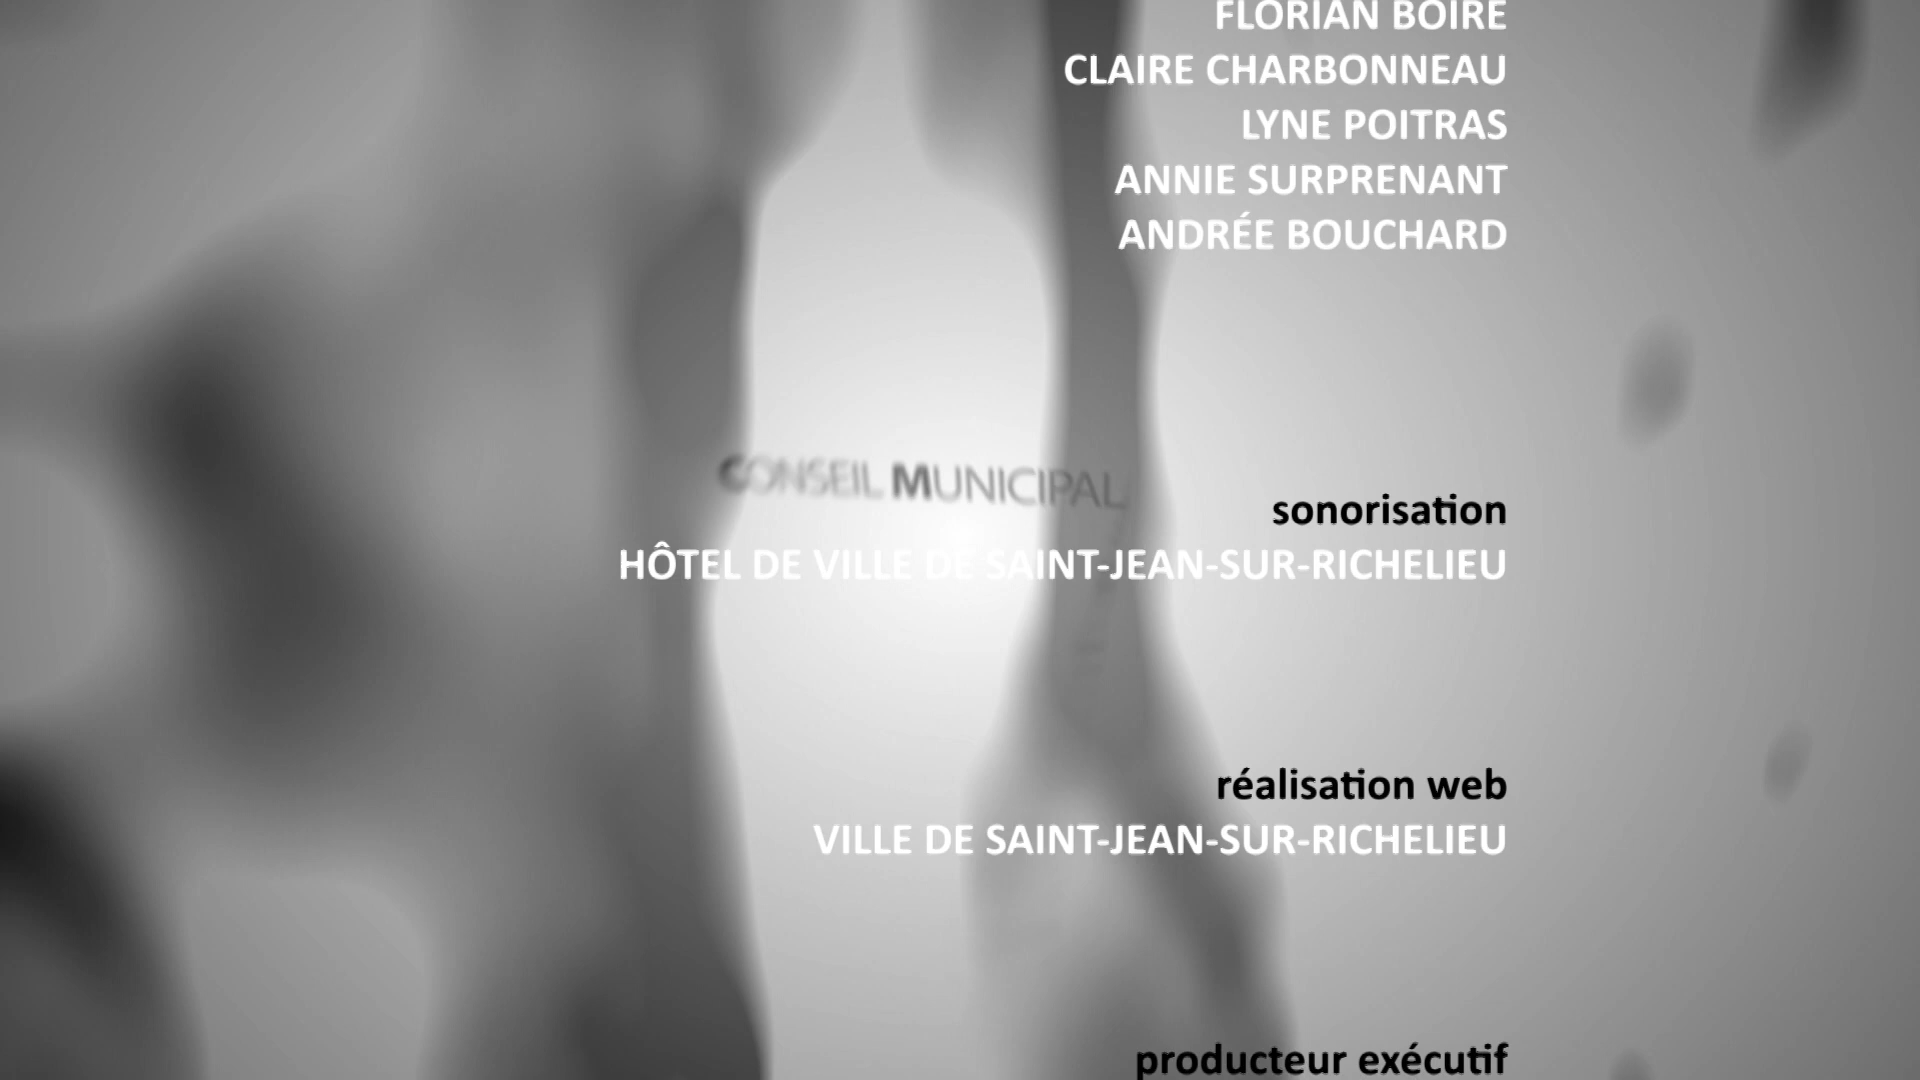 FLORIAN BOIRE
CLAIRE CHARBONNEAU
LYNE POITRAS
ANNIE SURPRENANT
ANDRÉE BOUCHARD
CONSEIL MUNICIPAL
sonorisation
HÔTEL DE VILLE DE SAINT-JEAN-SUR-RICHELIEU
réalisation web
VILLE DE SAINT-JEAN-SUR-RICHELIEU
producteur exécutif